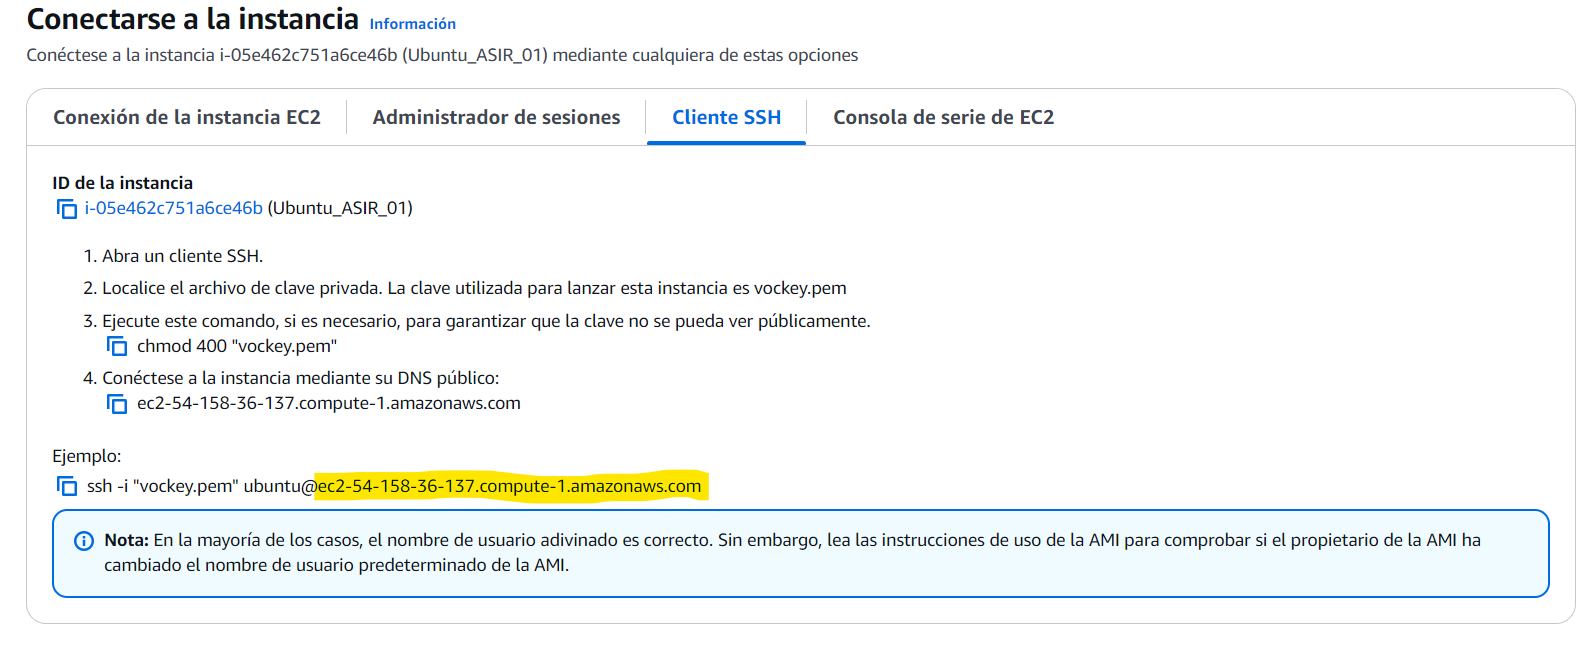 Conectarse a la instancia Información
Conéctese a la instancia i-05e462c751a6ce46b (Ubuntu_ASIR_01) mediante cualquiera de estas opciones
Conexión de la instancia EC2 Administrador de sesiones Cliente SSH Consola de serie de EC2
ID de la instancia
i-05e462c751a6ce46b (Ubuntu_ASIR_01)
1. Abra un cliente SSH.
2. Localice el archivo de clave privada. La clave utilizada para lanzar esta instancia es vockey.pem
3. Ejecute este comando, si es necesario, para garantizar que la clave no se pueda ver públicamente.
chmod 400 "vockey.pem"
4. Conéctese a la instancia mediante su DNS público:
ec2-54-158-36-137.compute-1.amazonaws.com
Ejemplo:
ssh -i "vockey.pem" ubuntu@ec2-54-158-36-137.compute-1.amazonaws.com
Nota: En la mayoría de los casos, el nombre de usuario adivinado es correcto. Sin embargo, lea las instrucciones de uso de la AMI para comprobar si el propietario de la AMI ha
cambiado el nombre de usuario predeterminado de la AMI.